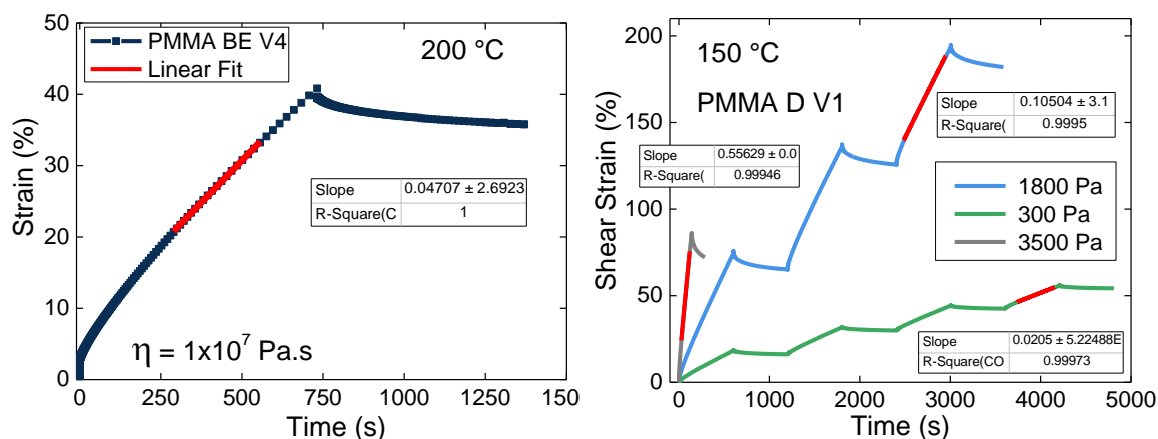 50
40
30
20
10
0
Strain (%)
PMMA BE V4
Linear Fit
200 °C
Slope 0.04707 ± 2.6923
R-Square(C 1
η = 1x10⁷ Pa.s
0 250 500 750 1000 1250 150
Time (s)
200
150
100
50
0
Shear Strain (%)
150 °C
PMMA D V1
Slope 0.10504 ± 3.1
R-Square( 0.9995
Slope 0.55629 ± 0.0
R-Square( 0.99946
1800 Pa
300 Pa
3500 Pa
Slope 0.0205 ± 5.22488E
R-Square(CO 0.99973
0 1000 2000 3000 4000 5000
Time (s)